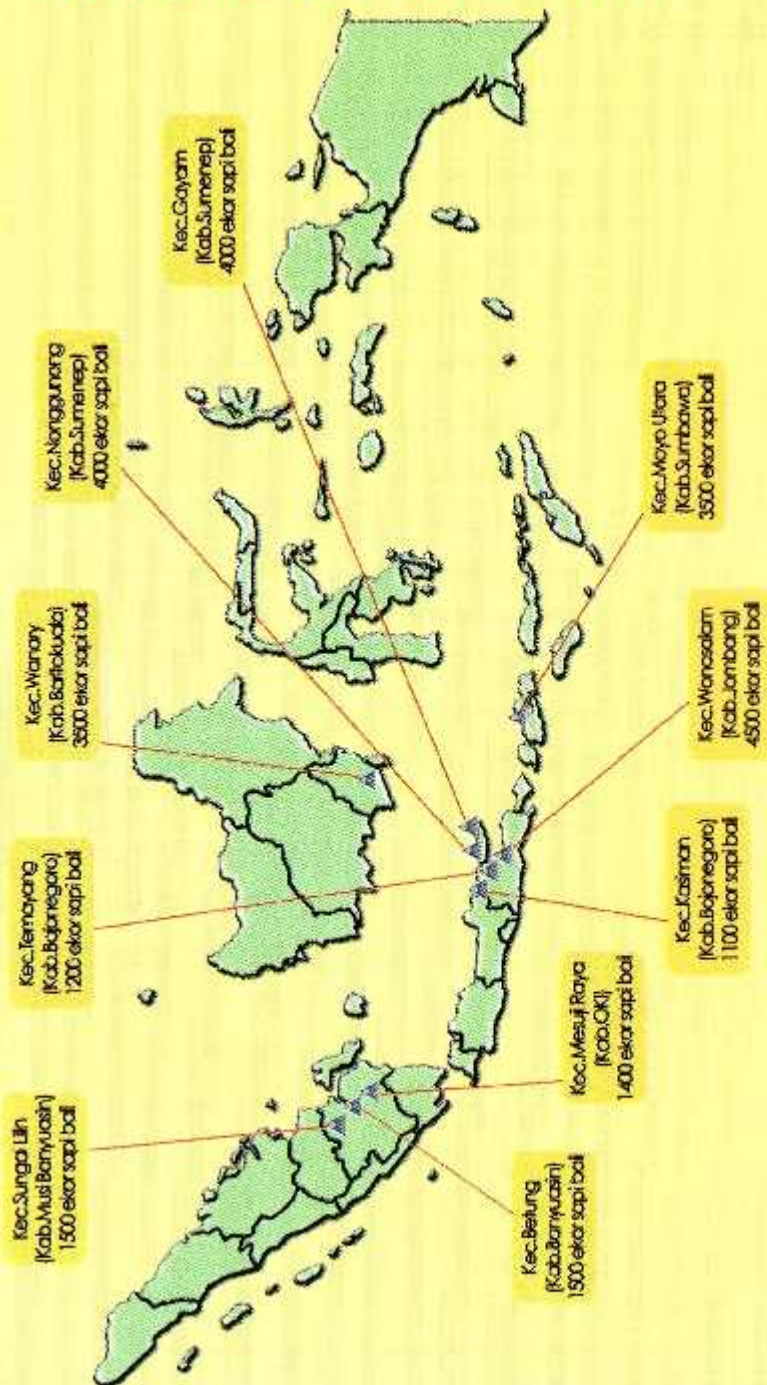 Kec.Sungai Lilin
(Kab.Musi Banyuasin)
1500 ekor sapi bali
Kec.Temayang
(Kab.Bojonegoro)
1200 ekor sapi bali
Kec.Wanary
(Kab.Baritokuala)
3500 ekor sapi bali
Kec.Nonggunong
(Kab.Sumenep)
4000 ekor sapi bali
Kec.Gayam
(Kab.Sumenep)
4000 ekor sapi bali
Kec.Betung
(Kab.Banyuasin)
1500 ekor sapi bali
Kec.Mesuji Raya
(Kab.OKI)
1400 ekor sapi bali
Kec.Kasiman
(Kab.Bojonegoro)
1100 ekor sapi bali
Kec.Wonosalam
(Kab.Jombang)
4500 ekor sapi bali
Kec.Moyo Utara
(Kab.Sumbawa)
3500 ekor sapi bali